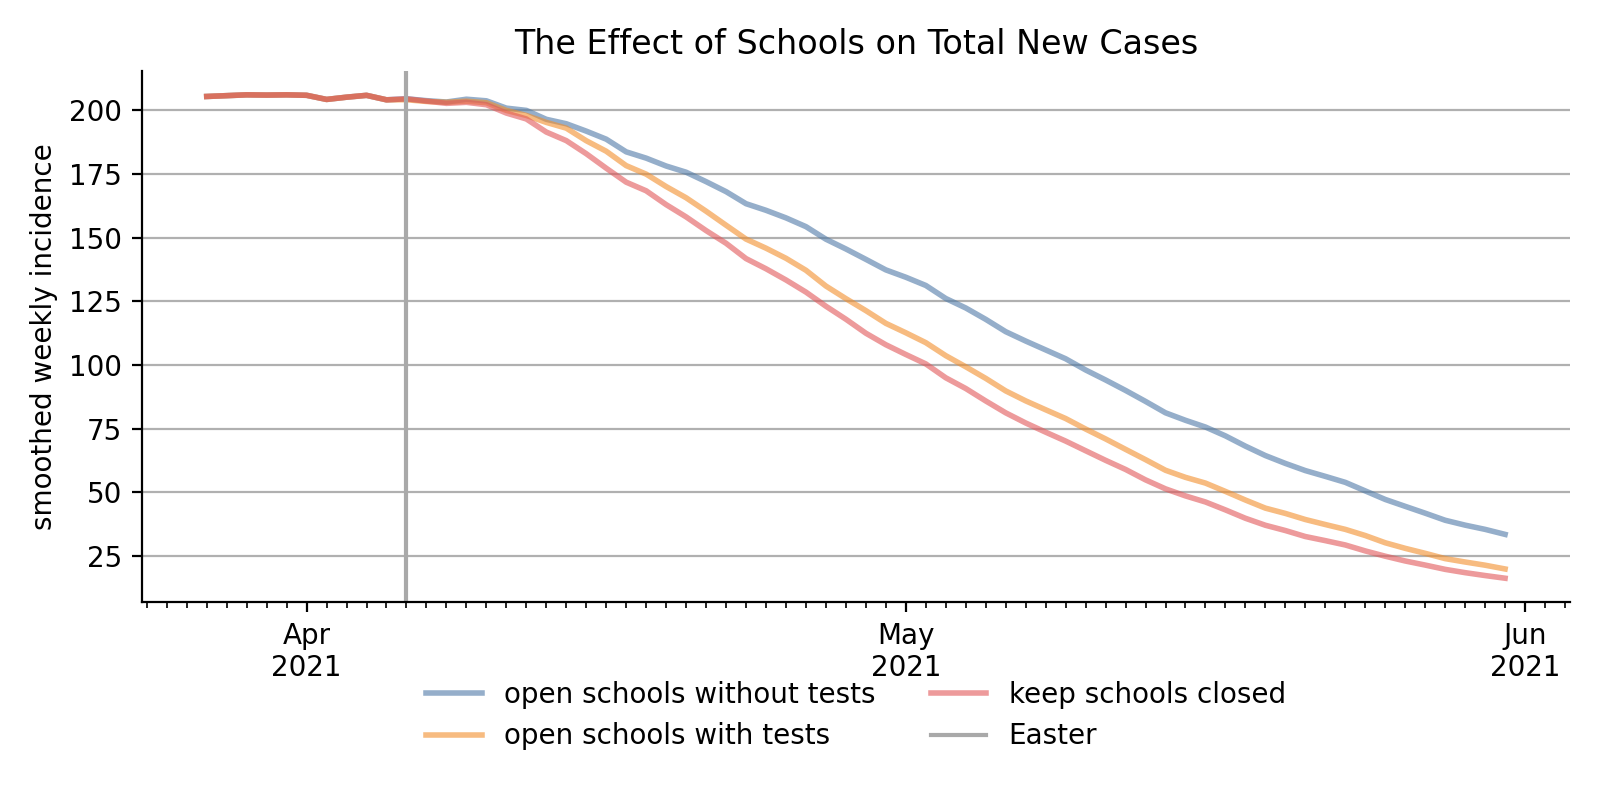 The Effect of Schools on Total New Cases
smoothed weekly incidence
200
175
150
125
100
75
50
25
Apr
2021
May
2021
Jun
2021
open schools without tests
open schools with tests
keep schools closed
Easter